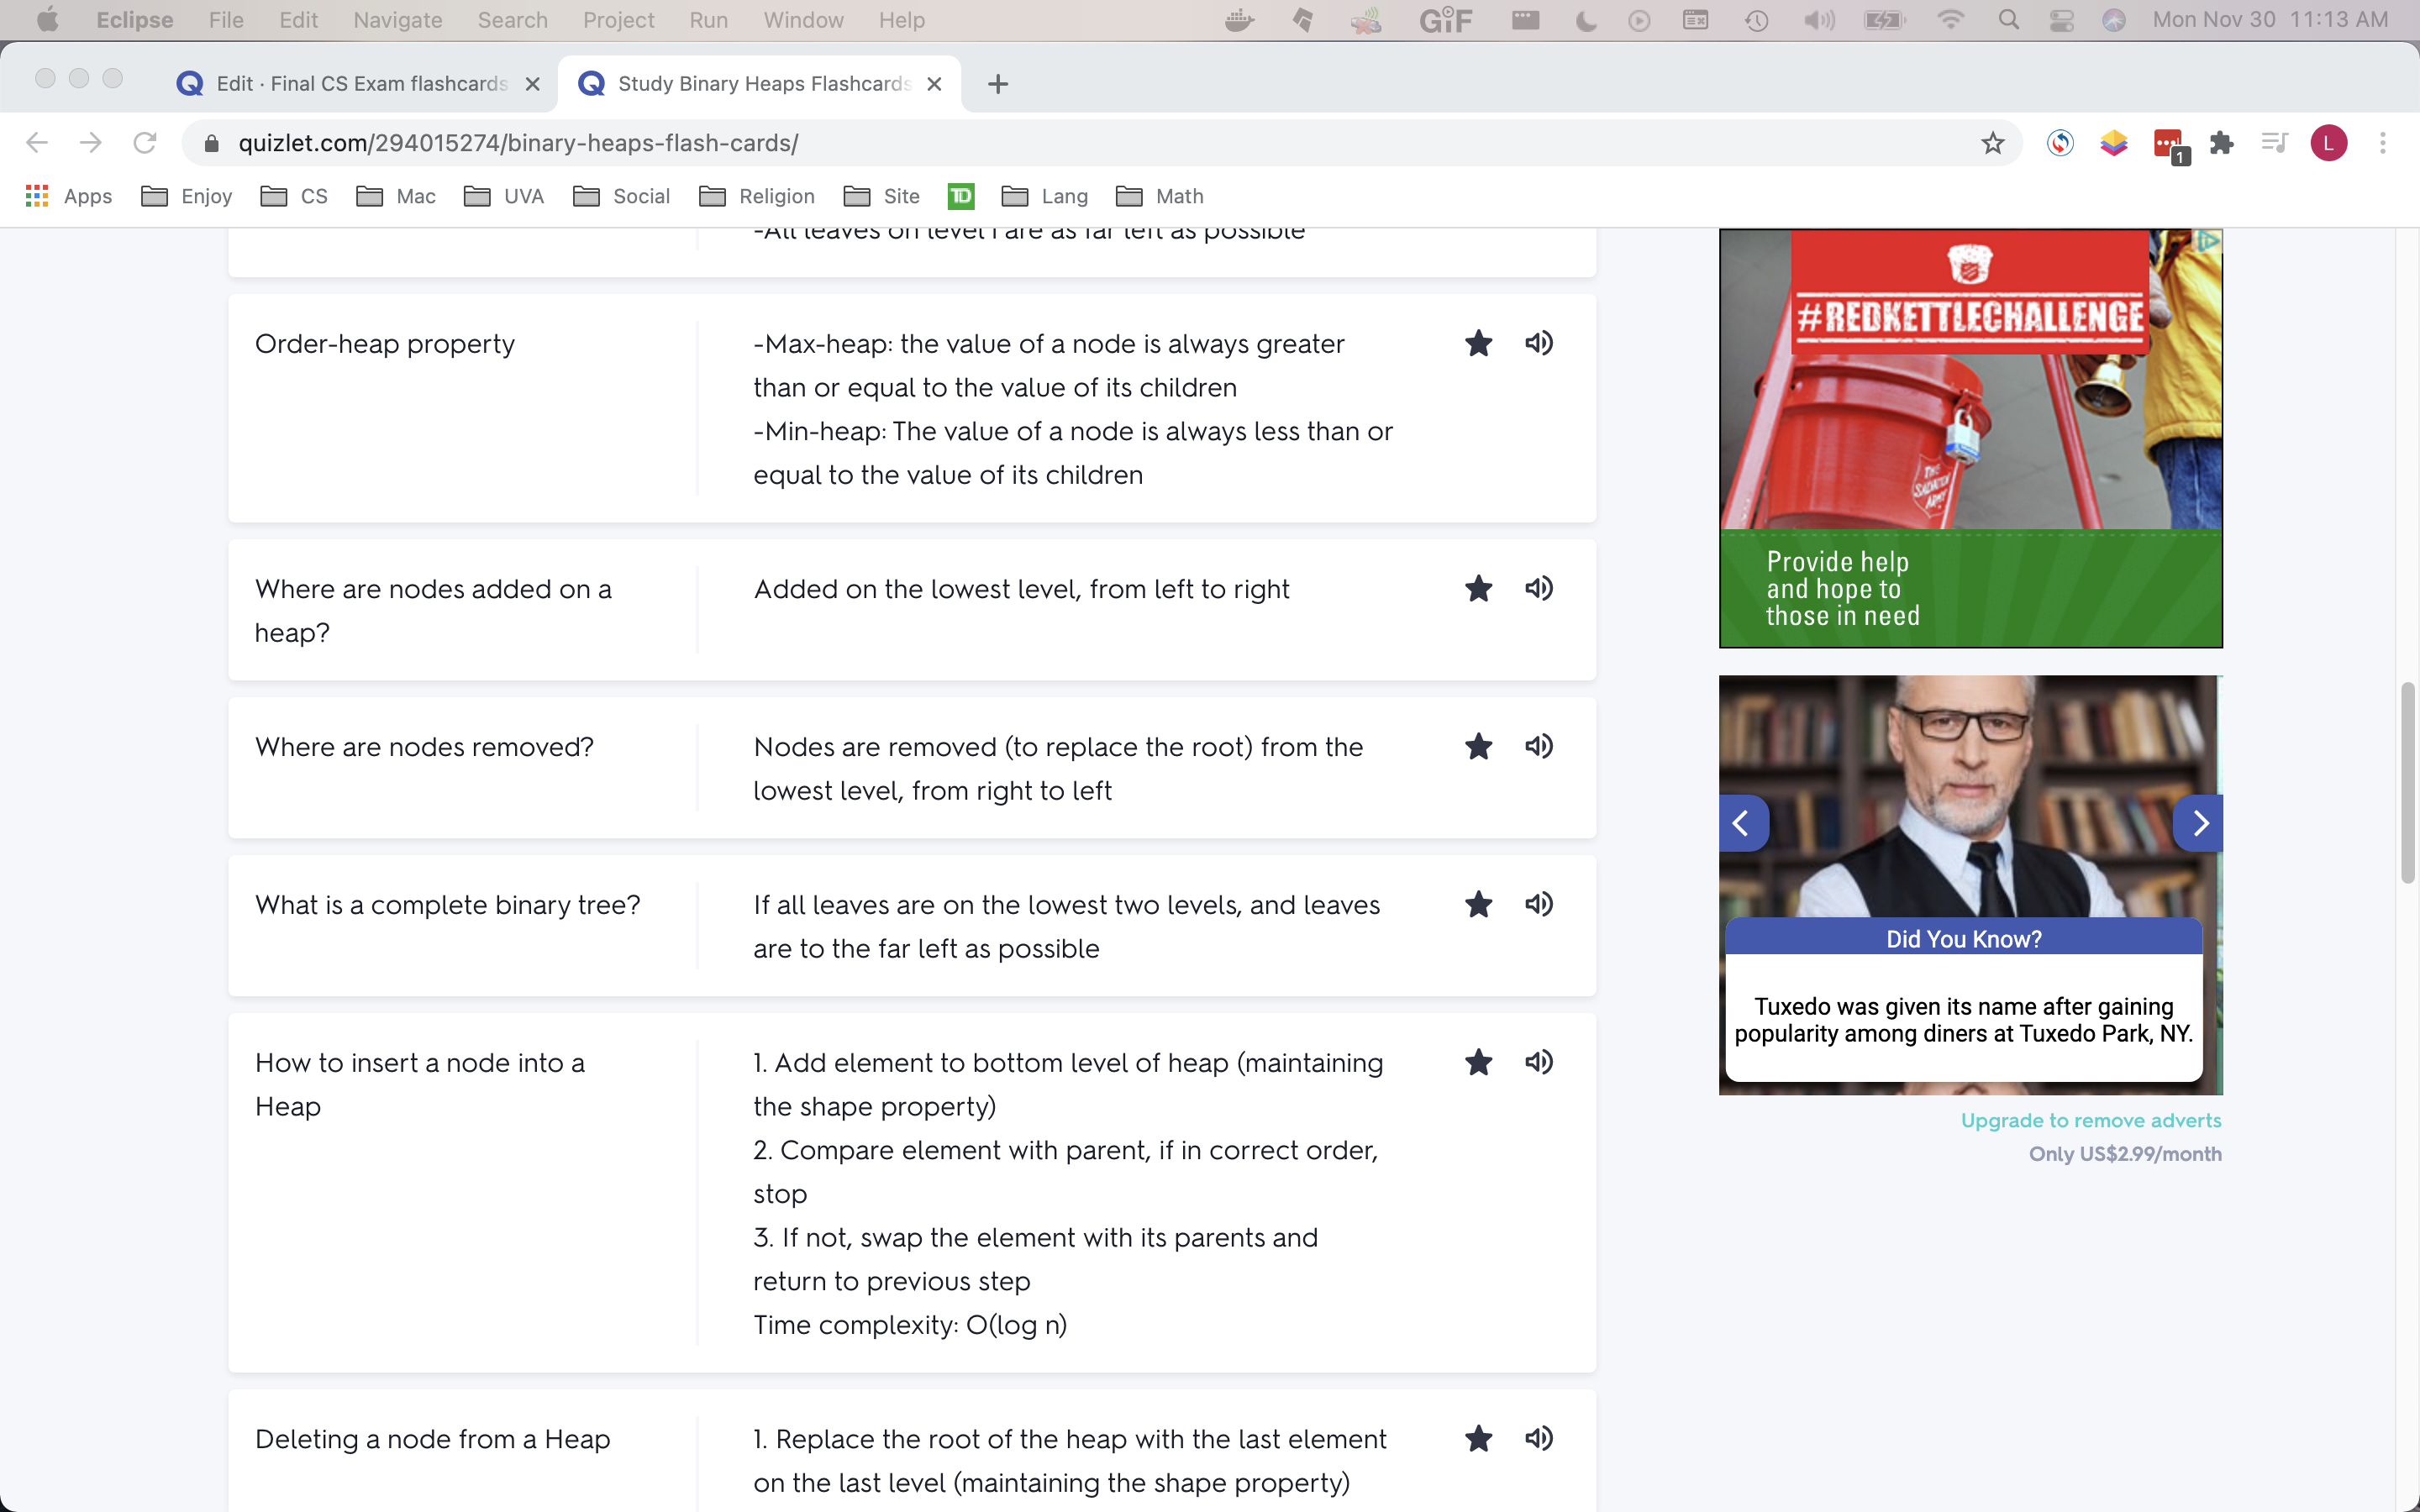 Eclipse File Edit Navigate Search Project Run Window Help GIF Mon Nov 30 11:13 AM
Edit · Final CS Exam flashcards Study Binary Heaps Flashcards
quizlet.com/294015274/binary-heaps-flash-cards/ 1 L
Apps Enjoy CS Mac UVA Social Religion Site TD Lang Math
-All leaves on level i are as far left as possible
Order-heap property
-Max-heap: the value of a node is always greater
than or equal to the value of its children
-Min-heap: The value of a node is always less than or
equal to the value of its children
Where are nodes added on a
heap?
Added on the lowest level, from left to right
Where are nodes removed?
Nodes are removed (to replace the root) from the
lowest level, from right to left
What is a complete binary tree?
If all leaves are on the lowest two levels, and leaves
are to the far left as possible
How to insert a node into a
Heap
1. Add element to bottom level of heap (maintaining
the shape property)
2. Compare element with parent, if in correct order,
stop
3. If not, swap the element with its parents and
return to previous step
Time complexity: O(log n)
Deleting a node from a Heap
1. Replace the root of the heap with the last element
on the last level (maintaining the shape property)
#REDKETTLECHALLENGE
THE
SALVATION
ARMY
Provide help
and hope to
those in need
Did You Know?
Tuxedo was given its name after gaining
popularity among diners at Tuxedo Park, NY.
Upgrade to remove adverts
Only US$2.99/month